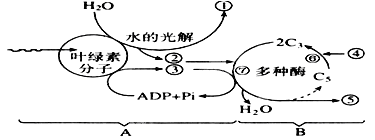 H₂O
①
水的光解
2C₃
④
叶绿素
分子
②
③
⑥
⑦
多种酶
C₅
ADP+Pi
H₂O
⑤
A
B